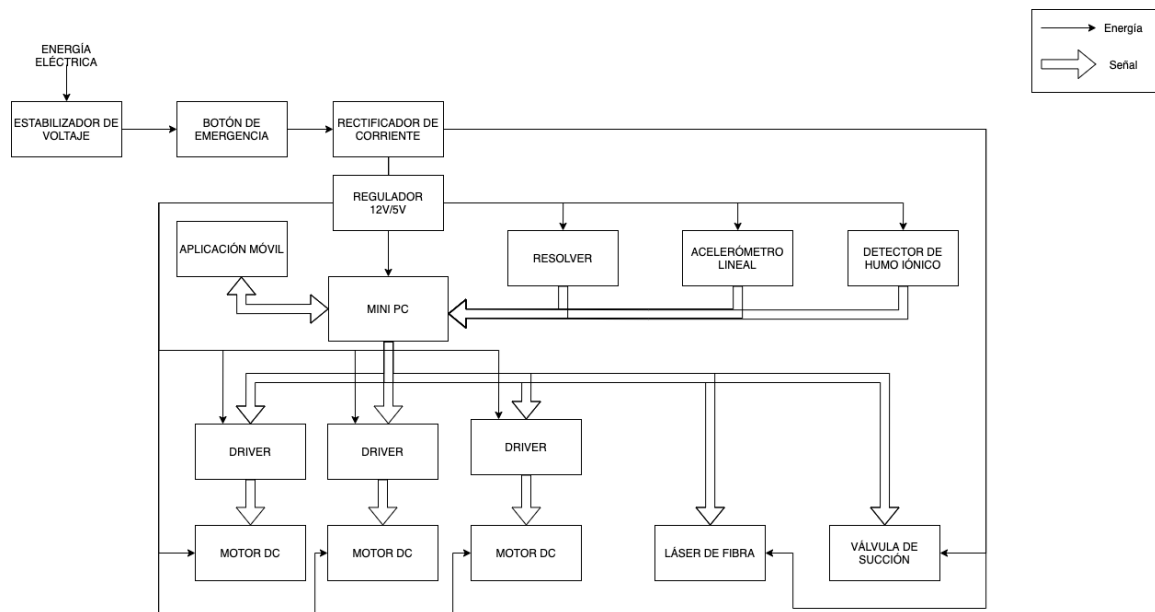 Energía
Señal
ENERGÍA
ELÉCTRICA
ESTABILIZADOR DE
VOLTAJE
BOTÓN DE
EMERGENCIA
RECTIFICADOR DE
CORRIENTE
REGULADOR
12V/5V
APLICACIÓN MÓVIL
RESOLVER
ACELERÓMETRO
LINEAL
DETECTOR DE
HUMO IÓNICO
MINI PC
DRIVER
DRIVER
DRIVER
MOTOR DC
MOTOR DC
MOTOR DC
LÁSER DE FIBRA
VÁLVULA DE
SUCCIÓN